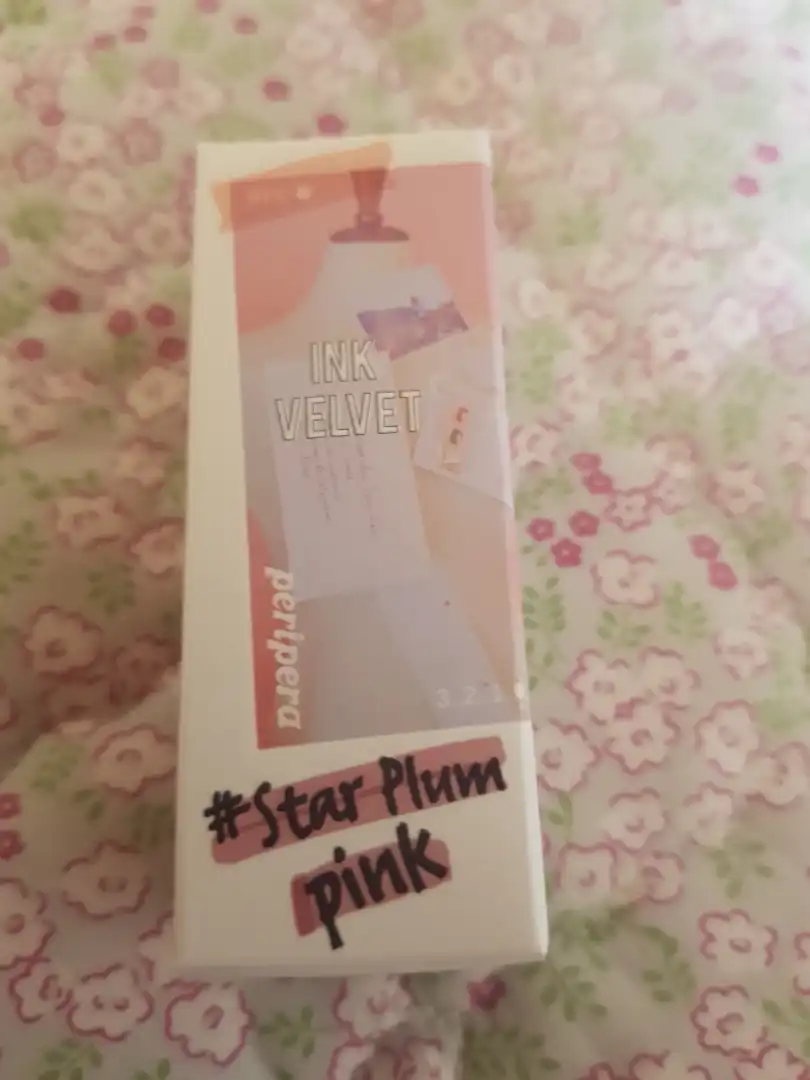 INK
VELVET
peripera
#Star Plum
pink